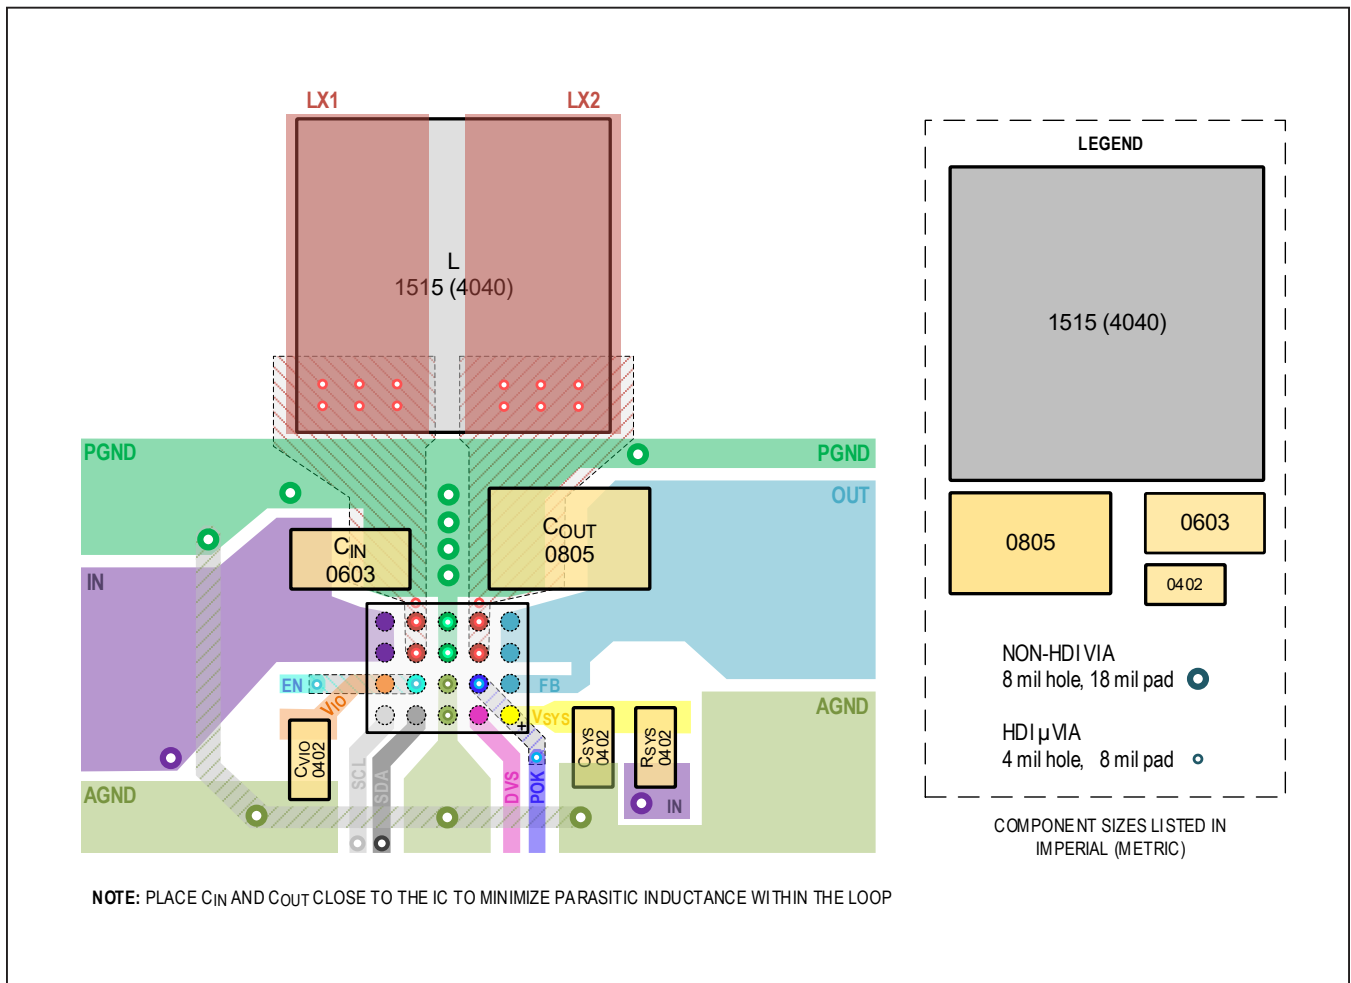 LX1
LX2
L
1515 (4040)
PGND
PGND
OUT
IN
CIN
0603
COUT
0805
EN
VIO
FB
VSYS
+
AGND
AGND
CVIO
0402
SCL
SDA
DVS
POK
CSYS
0402
RSYS
0402
IN
LEGEND
1515 (4040)
0805
0603
0402
NON-HDI VIA
8 mil hole, 18 mil pad
HDI µVIA
4 mil hole, 8 mil pad
COMPONENT SIZES LISTED IN
IMPERIAL (METRIC)
NOTE: PLACE CIN AND COUT CLOSE TO THE IC TO MINIMIZE PARASITIC INDUCTANCE WITHIN THE LOOP